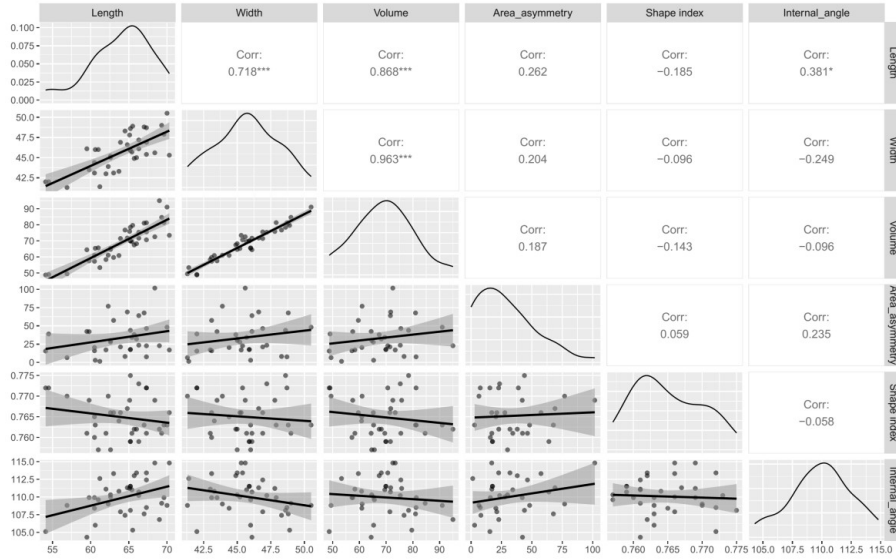 Length Width Volume Area_asymmetry Shape index Internal_angle
0.100
0.075
0.050
0.025
0.000
Corr:
0.718***
Corr:
0.868***
Corr:
0.262
Corr:
−0.185
Corr:
0.381*
Length
50.0
47.5
45.0
42.5
Corr:
0.963***
Corr:
0.204
Corr:
−0.096
Corr:
−0.249
Width
90
80
70
60
50
Corr:
0.187
Corr:
−0.143
Corr:
−0.096
Volume
100
75
50
25
0
Corr:
0.059
Corr:
0.235
Area_asymmetry
0.775
0.770
0.765
0.760
Corr:
−0.058
Shape index
115.0
112.5
110.0
107.5
105.0
Internal_angle
55 60 65 70 42.5 45.0 47.5 50.0 50 60 70 80 90 0 25 50 75 100 0.760 0.765 0.770 0.775 105.0 107.5 110.0 112.5 115.0